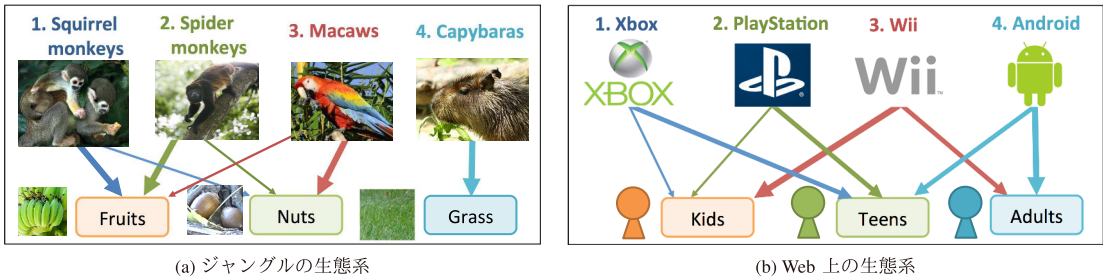 1. Squirrel
monkeys
2. Spider
monkeys
3. Macaws
4. Capybaras
Fruits
Nuts
Grass
(a) ジャングルの生態系
1. Xbox
2. PlayStation
3. Wii
4. Android
XBOX
Wii™
Kids
Teens
Adults
(b) Web 上の生態系